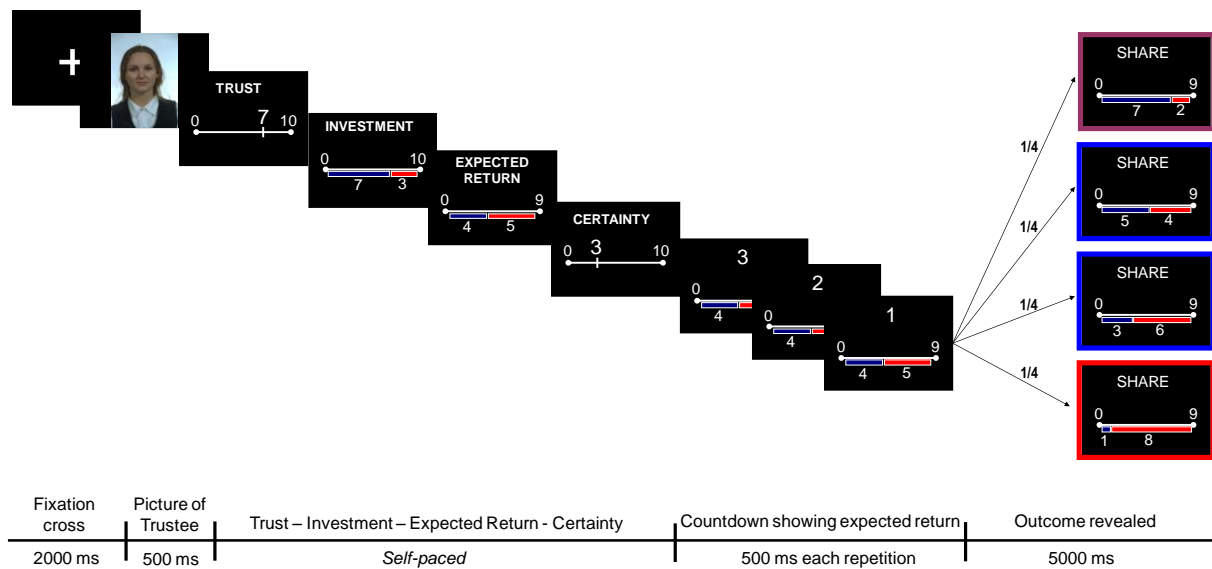 TRUST
0 7 10
INVESTMENT
0 10
7 3
EXPECTED
RETURN
0 9
4 5
CERTAINTY
0 3 10
3
0
4
2
0
4
1
0 9
4 5
1/4
1/4
1/4
1/4
SHARE
0 9
7 2
SHARE
0 9
5 4
SHARE
0 9
3 6
SHARE
0 9
1 8
Fixation
cross
2000 ms
Picture of
Trustee
500 ms
Trust – Investment – Expected Return - Certainty
Self-paced
Countdown showing expected return
500 ms each repetition
Outcome revealed
5000 ms